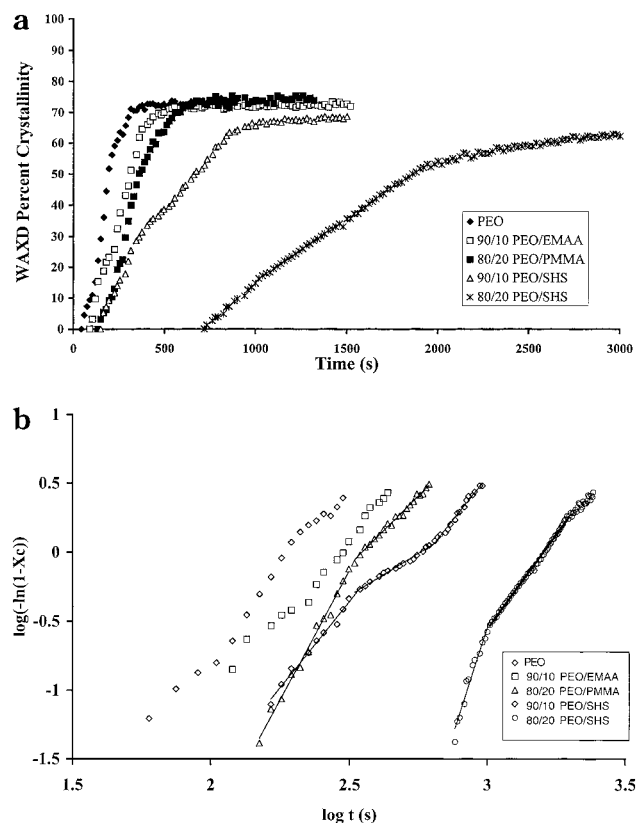 a
WAXD Percent Crystallinity
100
90
80
70
60
50
40
30
20
10
0
0
500
1000
1500
2000
2500
3000
Time (s)
PEO
90/10 PEO/EMAA
80/20 PEO/PMMA
90/10 PEO/SHS
80/20 PEO/SHS
b
log(-ln(1-Xc))
1
0.5
0
-0.5
-1
-1.5
1.5
2
2.5
3
3.5
log t (s)
PEO
90/10 PEO/EMAA
80/20 PEO/PMMA
90/10 PEO/SHS
80/20 PEO/SHS